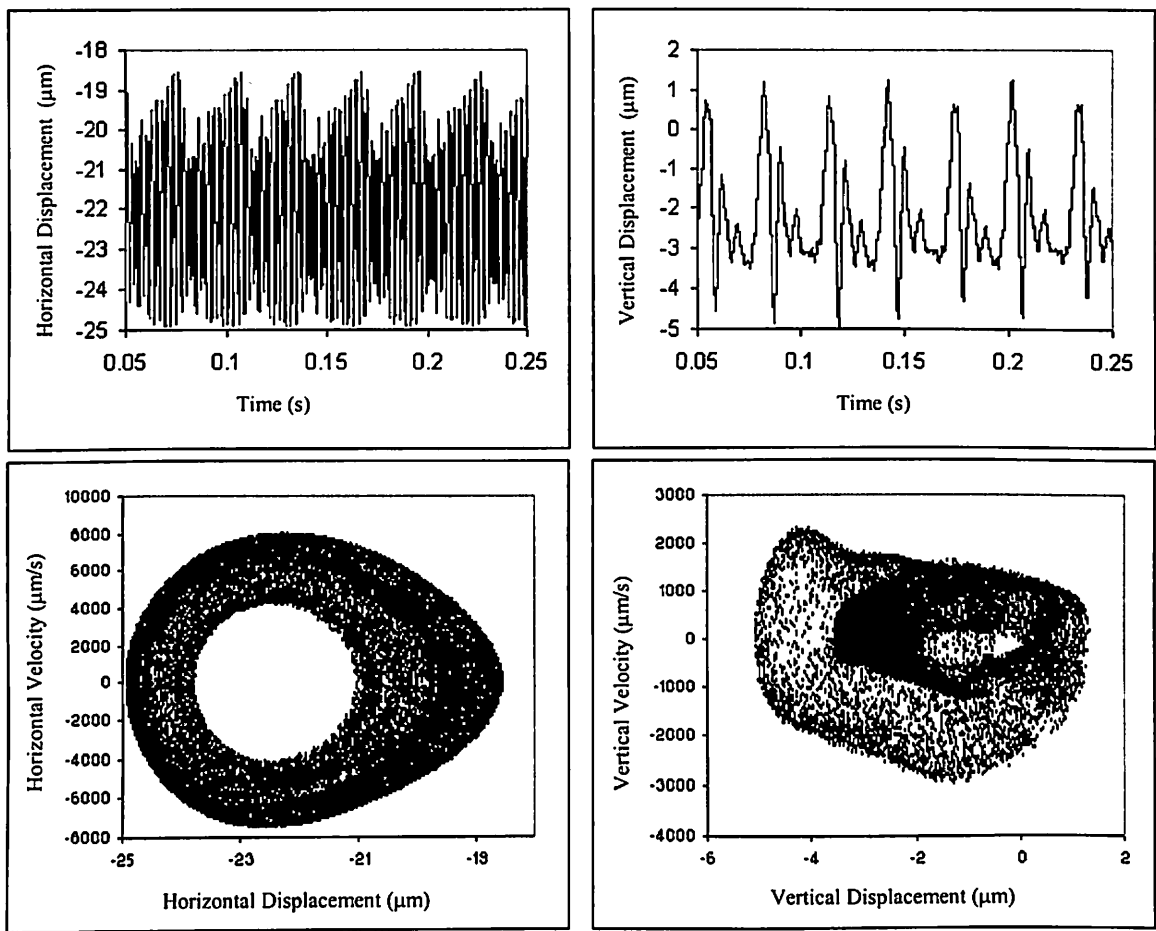 -18
-19
-20
-21
-22
-23
-24
-25
Horizontal Displacement (µm)
0.05 0.1 0.15 0.2 0.25
Time (s)
2
1
0
-1
-2
-3
-4
-5
Vertical Displacement (µm)
0.05 0.1 0.15 0.2 0.25
Time (s)
10000
8000
6000
4000
2000
0
-2000
-4000
-6000
-8000
Horizontal Velocity (µm/s)
-25 -23 -21 -19
Horizontal Displacement (µm)
3000
2000
1000
0
-1000
-2000
-3000
-4000
Vertical Velocity (µm/s)
-6 -4 -2 0 2
Vertical Displacement (µm)